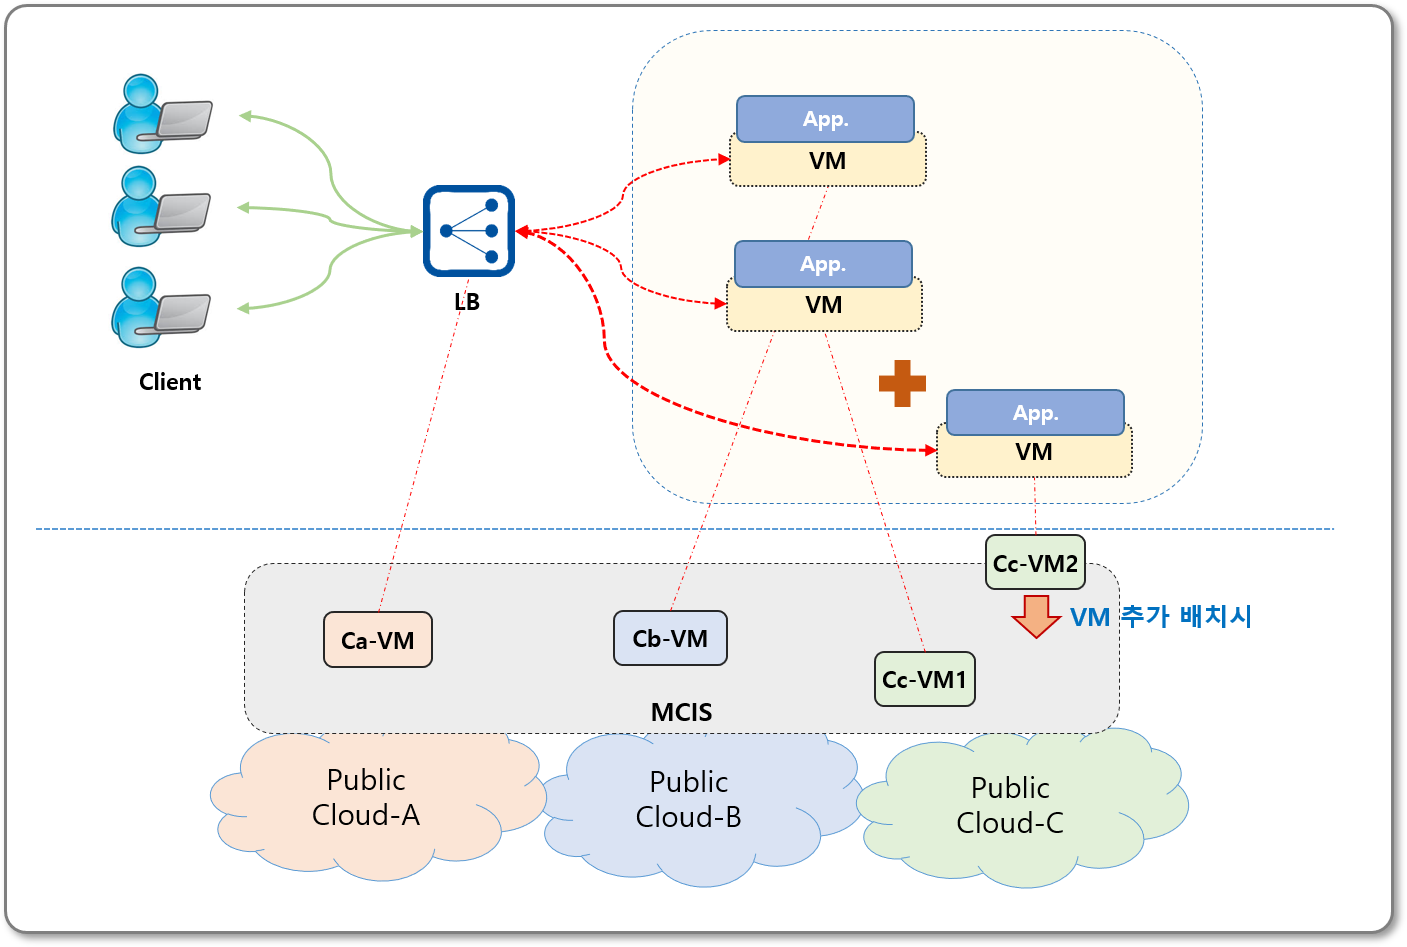 App.
VM
App.
VM
LB
Client
App.
VM
Cc-VM2
VM 추가 배치시
Ca-VM
Cb-VM
Cc-VM1
MCIS
Public
Cloud-A
Public
Cloud-B
Public
Cloud-C